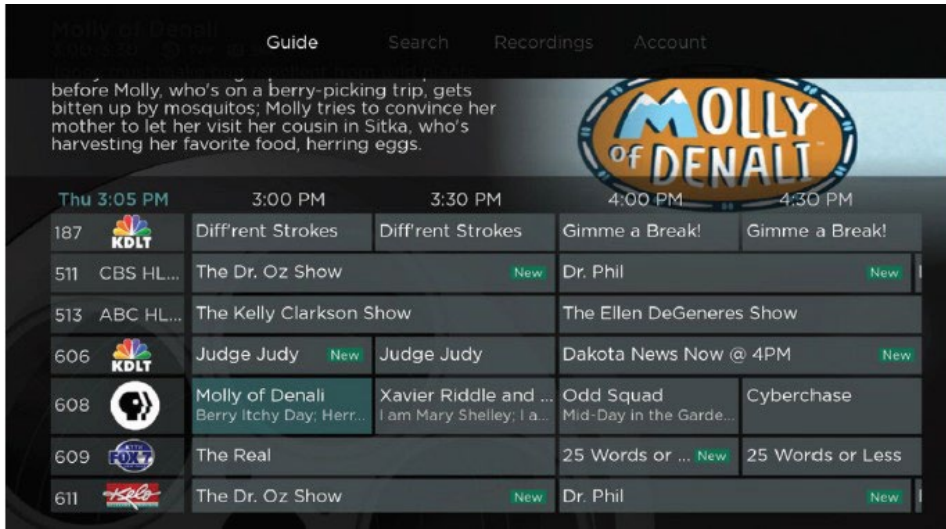 Molly of Denali
Guide Search Recordings Account
before Molly, who's on a berry-picking trip, gets
bitten up by mosquitos; Molly tries to convince her
mother to let her visit her cousin in Sitka, who's
harvesting her favorite food, herring eggs.
MOLLY
OF DENALI
Thu 3:05 PM 3:00 PM 3:30 PM 4:00 PM 4:30 PM
187 KDLT Diff'rent Strokes Diff'rent Strokes Gimme a Break! Gimme a Break!
511 CBS HL... The Dr. Oz Show New Dr. Phil New
513 ABC HL... The Kelly Clarkson Show The Ellen DeGeneres Show
606 KDLT Judge Judy New Judge Judy Dakota News Now @ 4PM New
608 Molly of Denali Xavier Riddle and ... Odd Squad Cyberchase
Berry Itchy Day; Herr... I am Mary Shelley; I a... Mid-Day in the Garde...
609 FOX The Real 25 Words or ... New 25 Words or Less
611 Kelo The Dr. Oz Show New Dr. Phil New